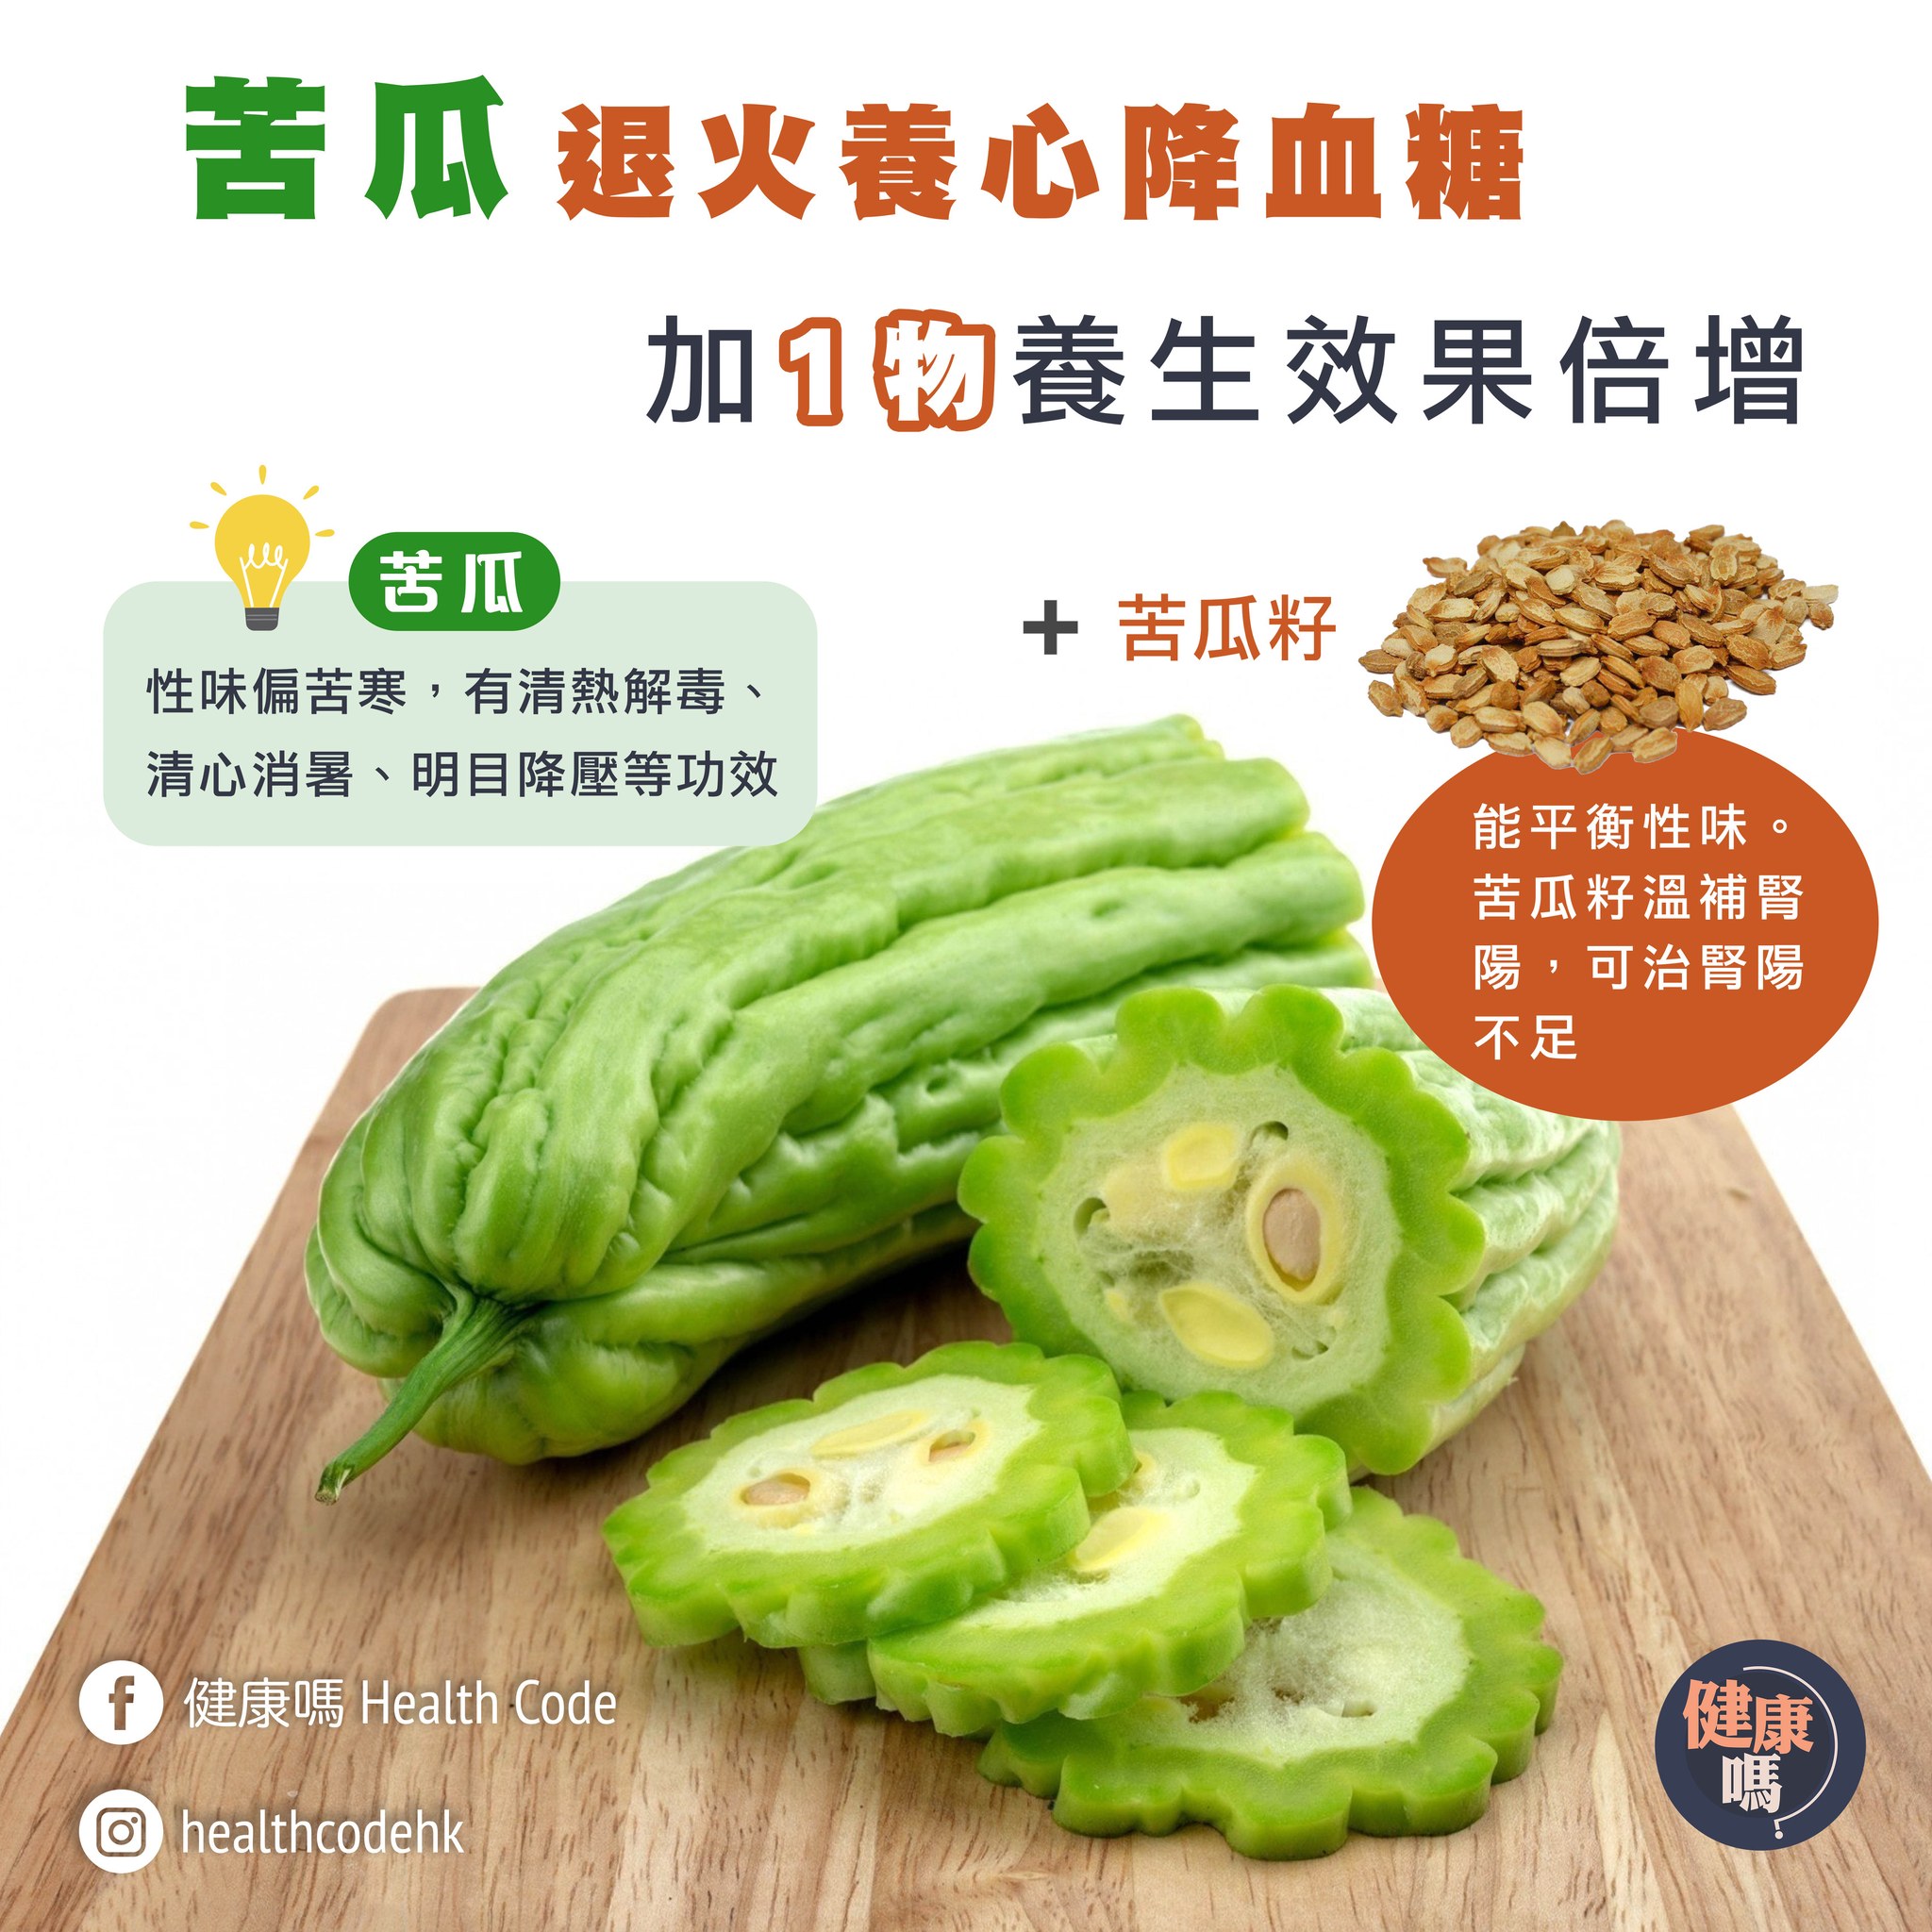 苦瓜退火養心降血糖
加1物養生效果倍增
苦瓜
性味偏苦寒，有清熱解毒、
清心消暑、明目降壓等功效
+ 苦瓜籽
能平衡性味。
苦瓜籽溫補腎
陽，可治腎陽
不足
健康嗎 Health Code
healthcodehk
健康
嗎?